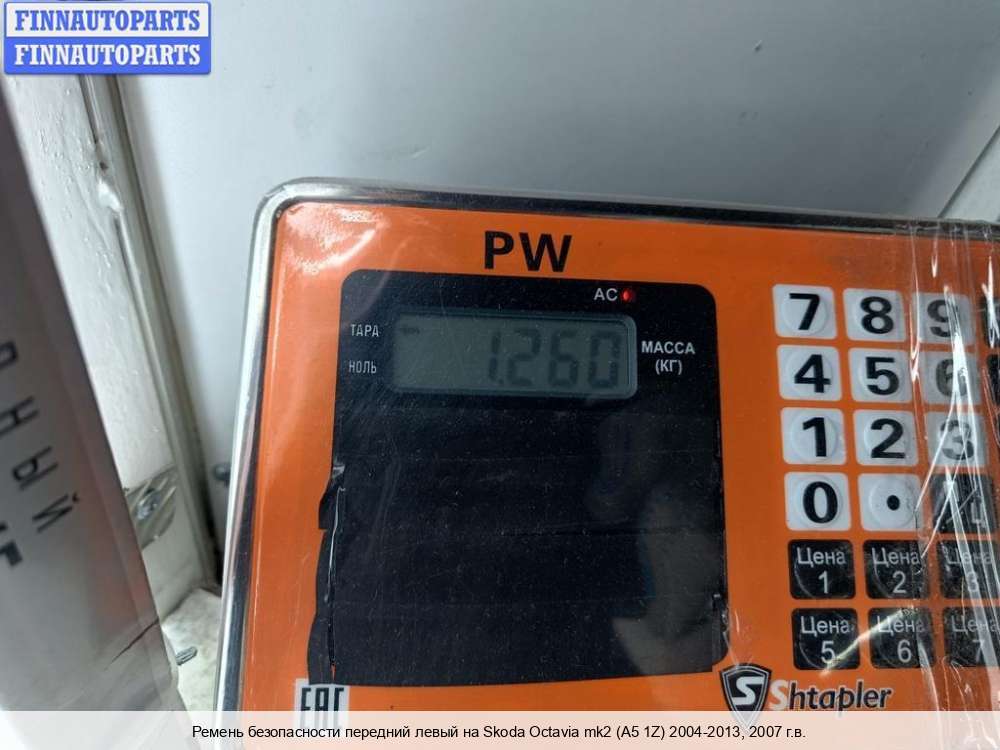 FINNAUTOPARTS
FINNAUTOPARTS
PW
AC
ТАРА
НОЛЬ
1.260
МАССА
(КГ)
7 8 9
4 5 6
1 2 3
0 .
Цена 1
Цена 2
Цена 3
Цена 5
Цена 6
Цена 7
НЫЙ
EAC
Shtapler
Ремень безопасности передний левый на Skoda Octavia mk2 (A5 1Z) 2004-2013, 2007 г.в.